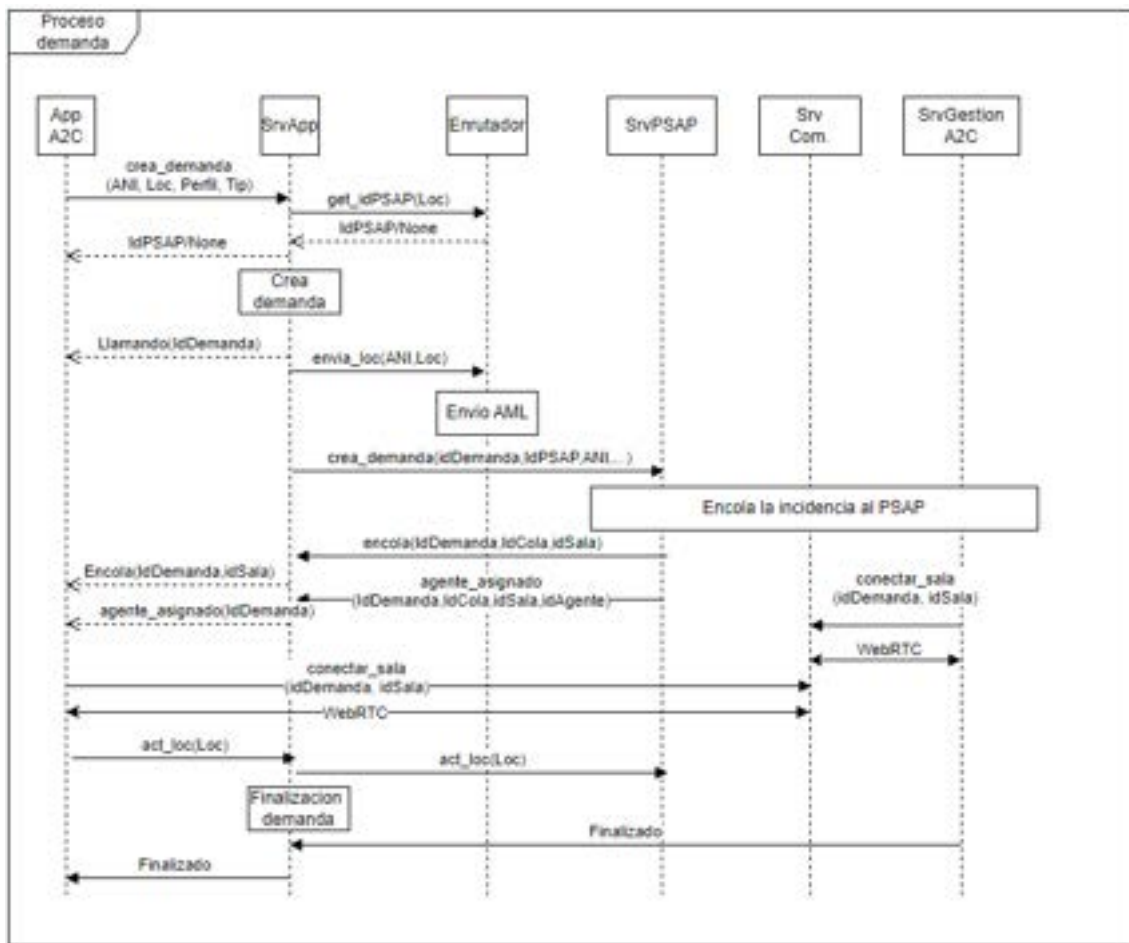 Proceso
demanda
App
A2C
SrvApp
Enrutador
SrvPSAP
Srv
Com.
SrvGestion
A2C
crea_demanda
(ANI, Loc, Perfil, Tip)
get_idPSAP(Loc)
IdPSAP/None
IdPSAP/None
Crea
demanda
Llamando(IdDemanda)
envia_loc(ANI,Loc)
Envio AML
crea_demanda(idDemanda,IdPSAP,ANI....)
Encola la incidencia al PSAP
encola(IdDemanda,IdCola,idSala)
Encola(IdDemanda,idSala)
agente_asignado
(IdDemanda,IdCola,idSala,idAgente)
agente_asignado(IdDemanda)
conectar_sala
(idDemanda, idSala)
WebRTC
conectar_sala
(idDemanda, idSala)
WebRTC
act_loc(Loc)
act_loc(Loc)
Finalizacion
demanda
Finalizado
Finalizado